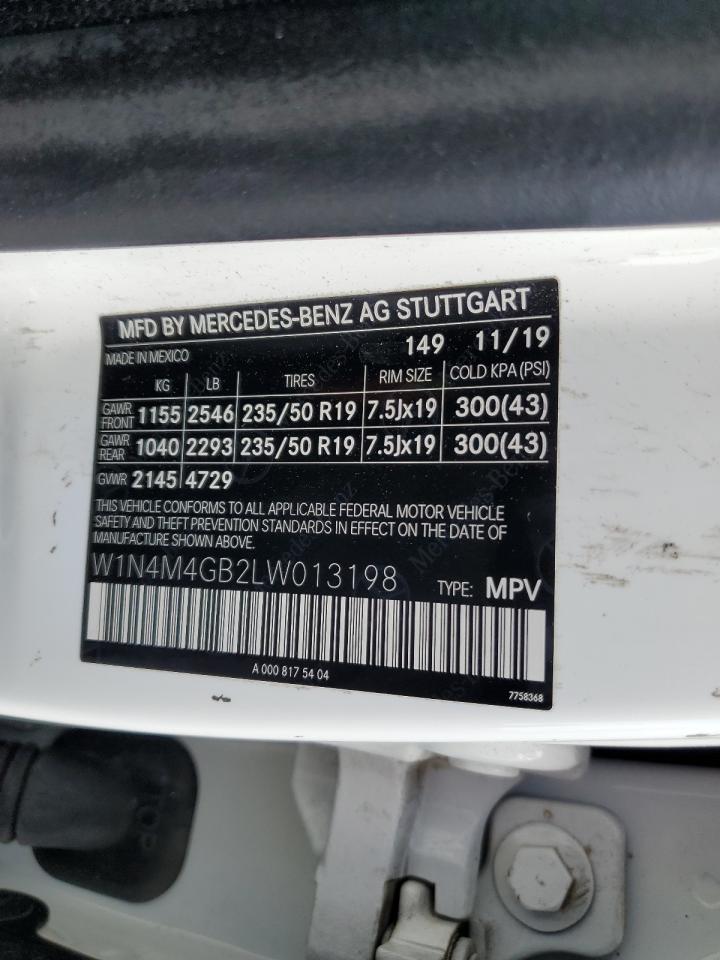 MFD BY MERCEDES-BENZ AG STUTTGART
MADE IN MEXICO 149 11/19
KG LB TIRES RIM SIZE COLD KPA (PSI)
GAWR FRONT 1155 2546 235/50 R19 7.5Jx19 300(43)
GAWR REAR 1040 2293 235/50 R19 7.5Jx19 300(43)
GVWR 2145 4729
THIS VEHICLE CONFORMS TO ALL APPLICABLE FEDERAL MOTOR VEHICLE
SAFETY AND THEFT PREVENTION STANDARDS IN EFFECT ON THE DATE OF
MANUFACTURE SHOWN ABOVE.
W1N4M4GB2LW013198 TYPE: MPV
A 000 817 54 04
7758368
TOP